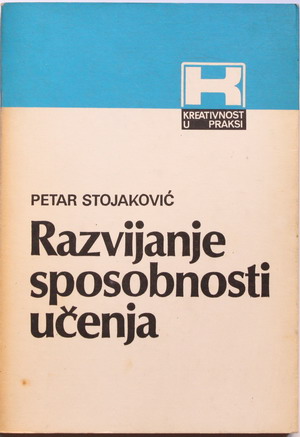 KREATIVNOST
U PRAKSI
PETAR STOJAKOVIĆ
Razvijanje
sposobnosti
učenja